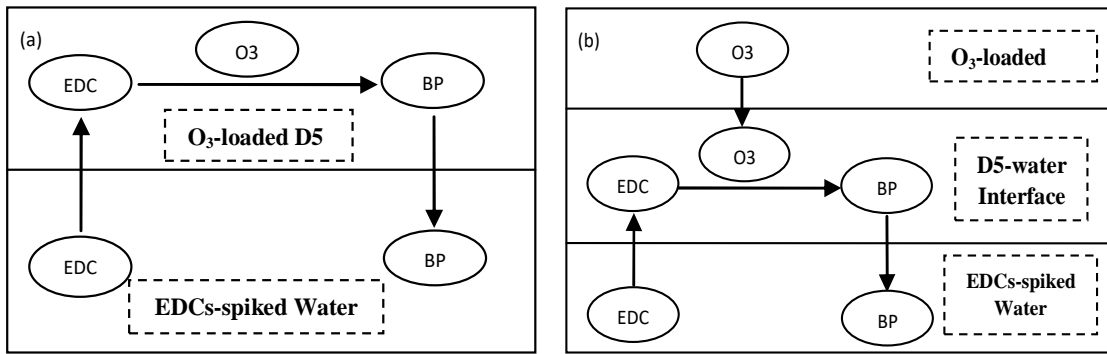 (a)
O3
EDC
BP
O₃-loaded D5
EDC
BP
EDCs-spiked Water
(b)
O3
O₃-loaded
O3
EDC
BP
D5-water
Interface
EDC
BP
EDCs-spiked
Water